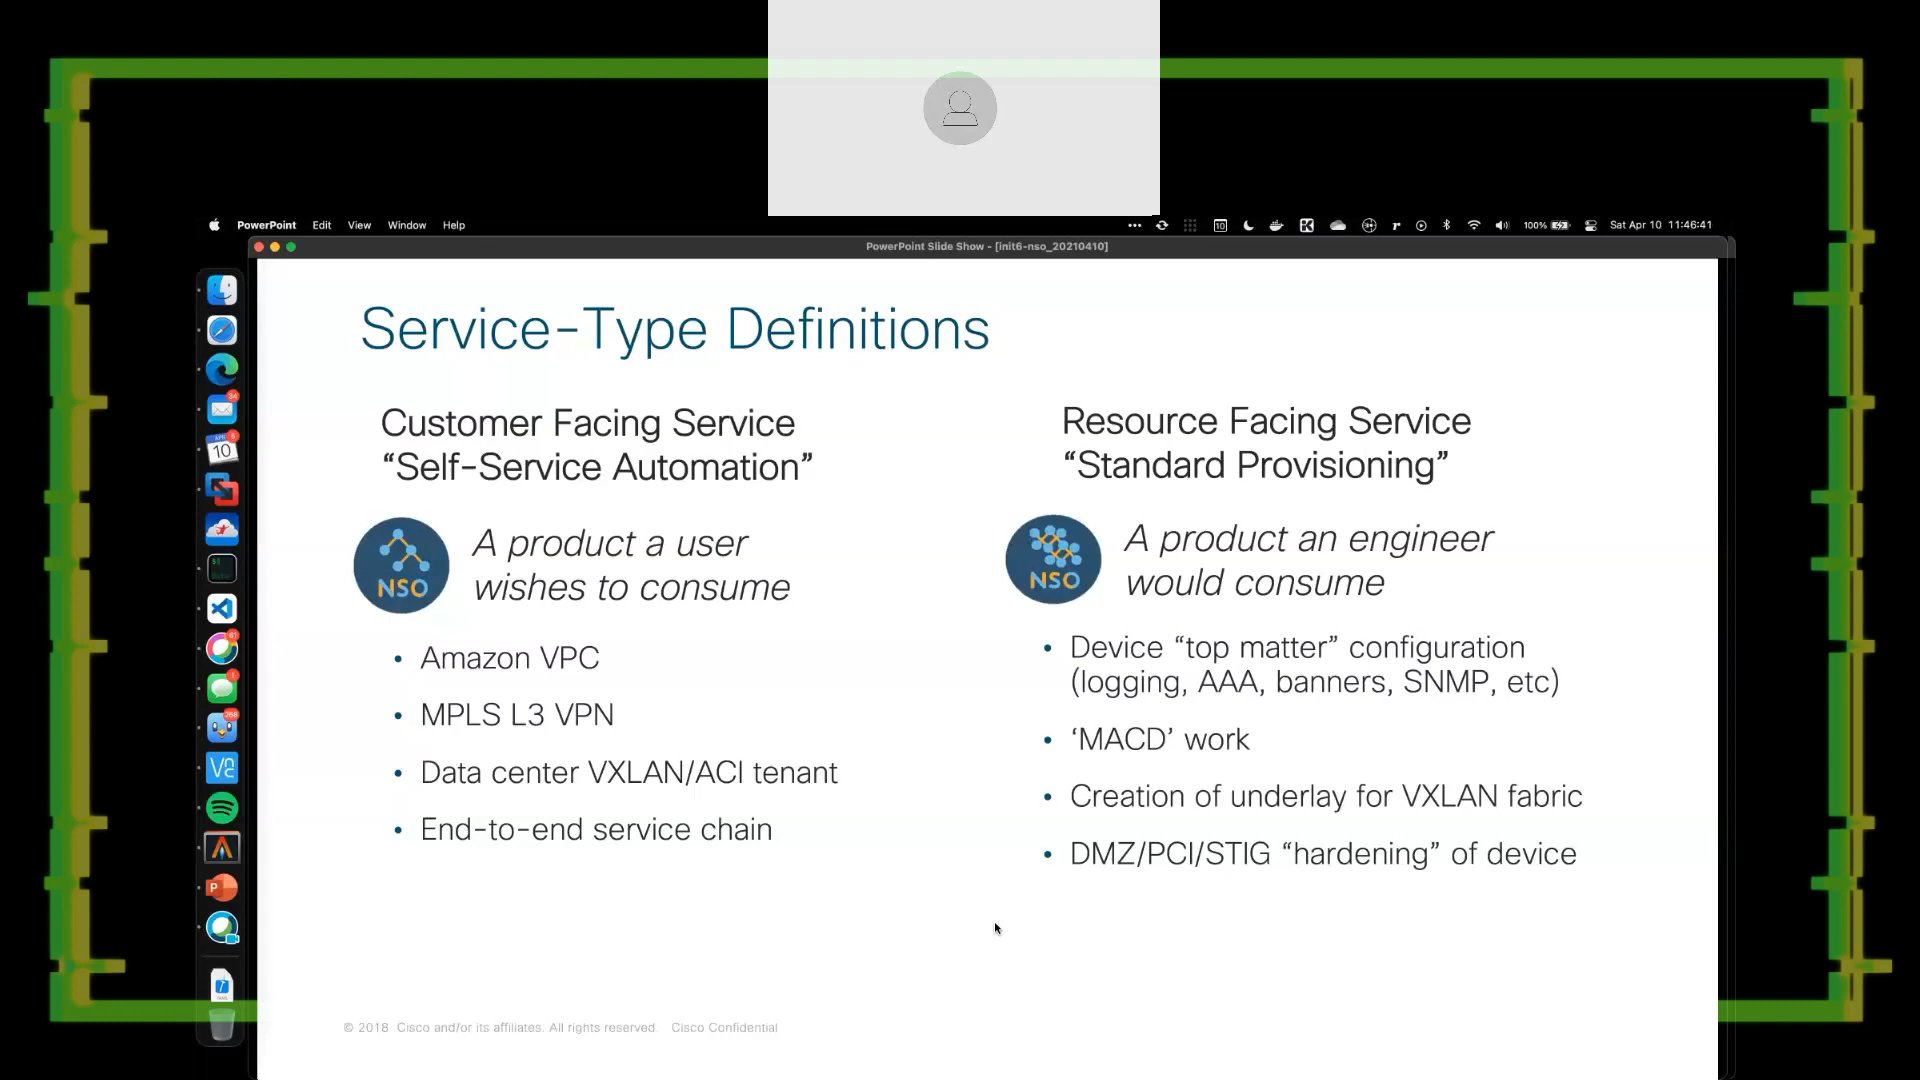 PowerPoint Edit View Window Help
10
100%
Sat Apr 10 11:46:41
PowerPoint Slide Show - [init6-nso_20210410]
Service-Type Definitions
Customer Facing Service
“Self-Service Automation”
NSO
A product a user
wishes to consume
• Amazon VPC
• MPLS L3 VPN
• Data center VXLAN/ACI tenant
• End-to-end service chain
Resource Facing Service
“Standard Provisioning”
NSO
A product an engineer
would consume
• Device “top matter” configuration
(logging, AAA, banners, SNMP, etc)
• ‘MACD’ work
• Creation of underlay for VXLAN fabric
• DMZ/PCI/STIG “hardening” of device
© 2018 Cisco and/or its affiliates. All rights reserved. Cisco Confidential
10